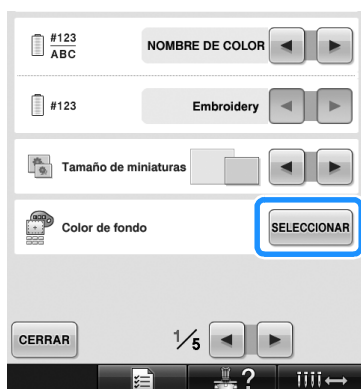 #123
ABC
NOMBRE DE COLOR
#123
Embroidery
Tamaño de miniaturas
Color de fondo
SELECCIONAR
CERRAR
1/5
?